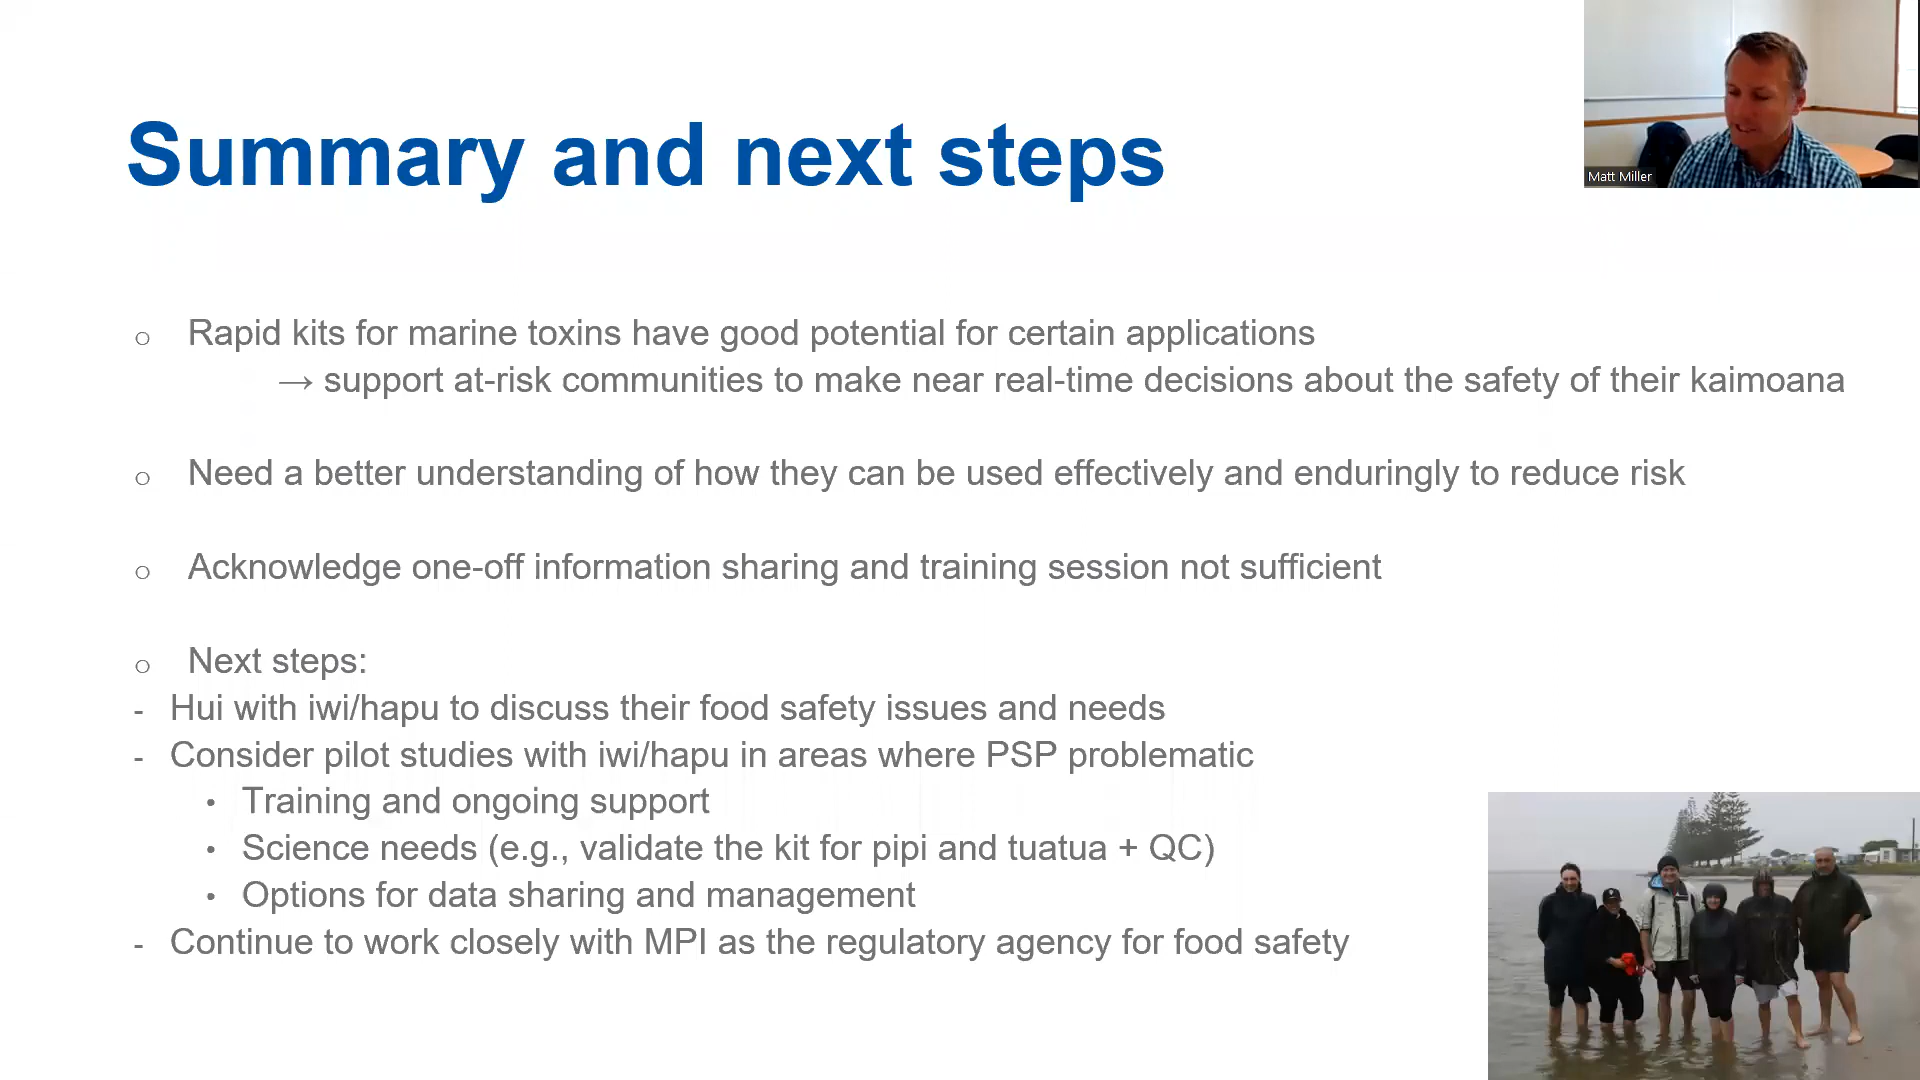 Summary and next steps
Matt Miller
○ Rapid kits for marine toxins have good potential for certain applications
→ support at-risk communities to make near real-time decisions about the safety of their kaimoana
○ Need a better understanding of how they can be used effectively and enduringly to reduce risk
○ Acknowledge one-off information sharing and training session not sufficient
○ Next steps:
- Hui with iwi/hapu to discuss their food safety issues and needs
- Consider pilot studies with iwi/hapu in areas where PSP problematic
• Training and ongoing support
• Science needs (e.g., validate the kit for pipi and tuatua + QC)
• Options for data sharing and management
- Continue to work closely with MPI as the regulatory agency for food safety